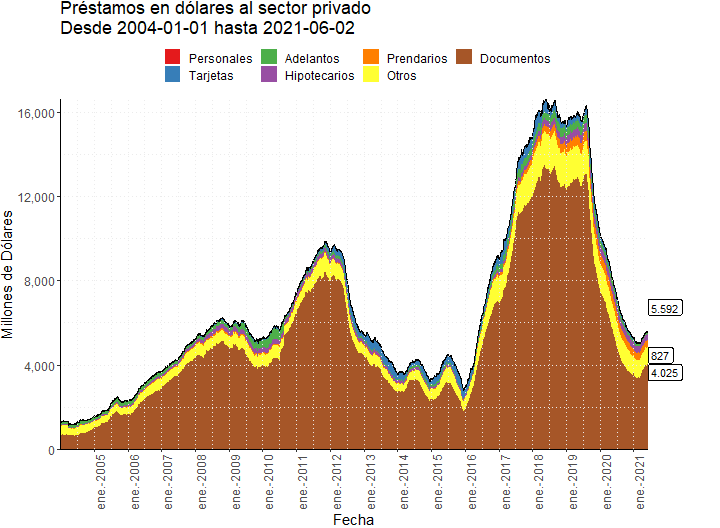 Préstamos en dólares al sector privado
Desde 2004-01-01 hasta 2021-06-02
Personales Adelantos Prendarios Documentos
Tarjetas Hipotecarios Otros
Millones de Dólares
16,000
12,000
8,000
4,000
0
5.592
827
4.025
ene.-2005
ene.-2006
ene.-2007
ene.-2008
ene.-2009
ene.-2010
ene.-2011
ene.-2012
ene.-2013
ene.-2014
ene.-2015
ene.-2016
ene.-2017
ene.-2018
ene.-2019
ene.-2020
ene.-2021
Fecha